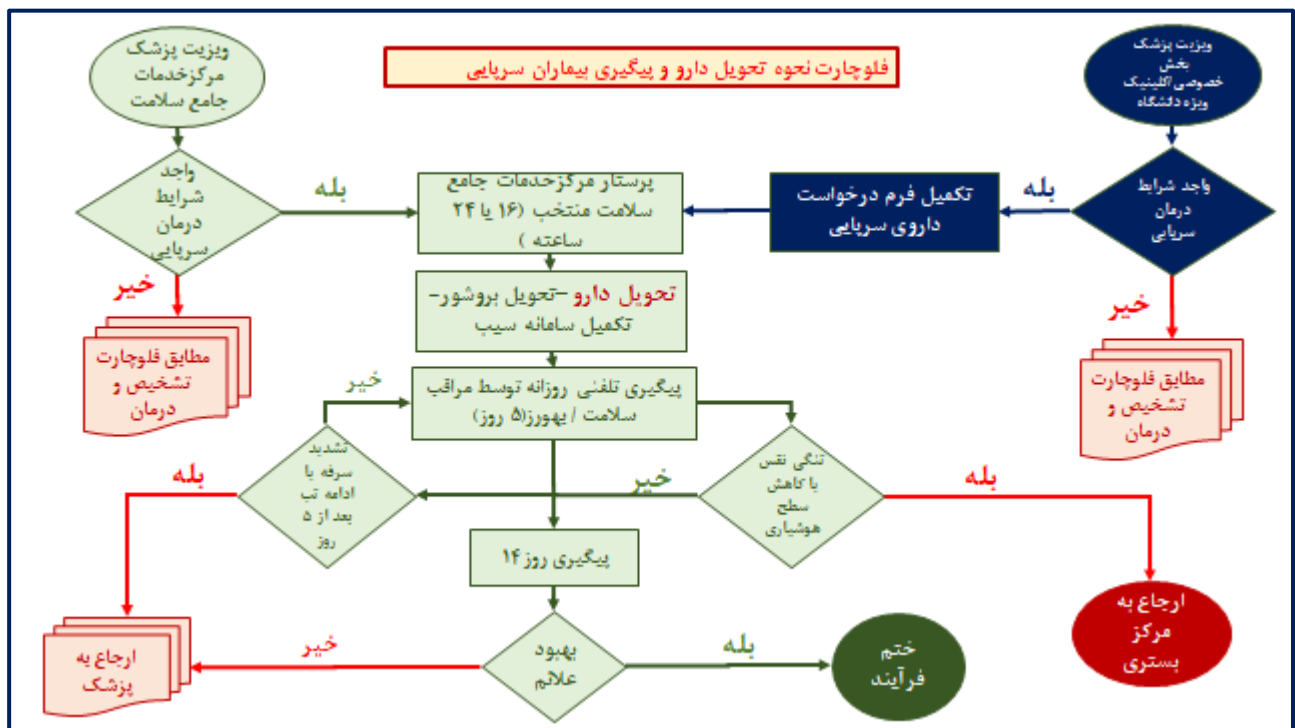 فلوچارت نحوه تحویل دارو و پیگیری بیماران سرپایی
ویزیت پزشک
بخش
خصوصی/کلینیک
ویژه دانشگاه
ویزیت پزشک
مرکزخدمات
جامع سلامت
واجد شرایط
درمان
سرپایی
بله
تکمیل فرم درخواست
داروی سرپایی
واجد
شرایط
درمان
سرپایی
بله
پرستار مرکزخدمات جامع
سلامت منتخب (۱۶ یا ۲۴
ساعته )
خیر
مطابق فلوچارت
تشخیص و
درمان
خیر
مطابق فلوچارت
تشخیص و
درمان
تحویل دارو –تحویل بروشور-
تکمیل سامانه سیب
پیگیری تلفنی روزانه توسط مراقب
سلامت / بهورز(۵ روز)
خیر
تنگی نفس
یا کاهش
سطح
هوشیاری
بله
خیر
تشدید
سرفه یا
ادامه تب
بعد از ۵
روز
بله
پیگیری روز ۱۴
ارجاع به
مرکز
بستری
بهبود
علائم
بله
ختم
فرآیند
خیر
ارجاع به
پزشک